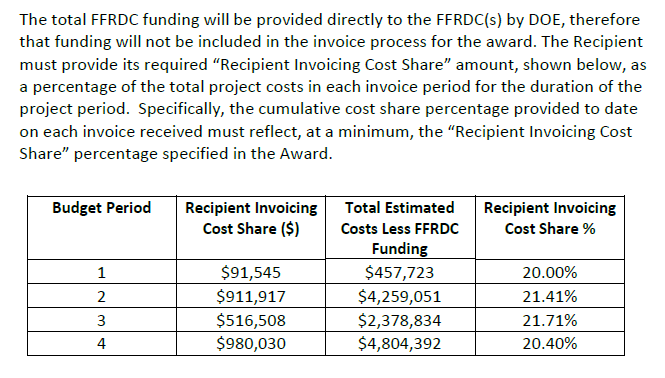 The total FFRDC funding will be provided directly to the FFRDC(s) by DOE, therefore
that funding will not be included in the invoice process for the award. The Recipient
must provide its required “Recipient Invoicing Cost Share” amount, shown below, as
a percentage of the total project costs in each invoice period for the duration of the
project period.  Specifically, the cumulative cost share percentage provided to date
on each invoice received must reflect, at a minimum, the “Recipient Invoicing Cost
Share” percentage specified in the Award.
Budget Period | Recipient Invoicing Cost Share ($) | Total Estimated Costs Less FFRDC Funding | Recipient Invoicing Cost Share %
1 | $91,545 | $457,723 | 20.00%
2 | $911,917 | $4,259,051 | 21.41%
3 | $516,508 | $2,378,834 | 21.71%
4 | $980,030 | $4,804,392 | 20.40%